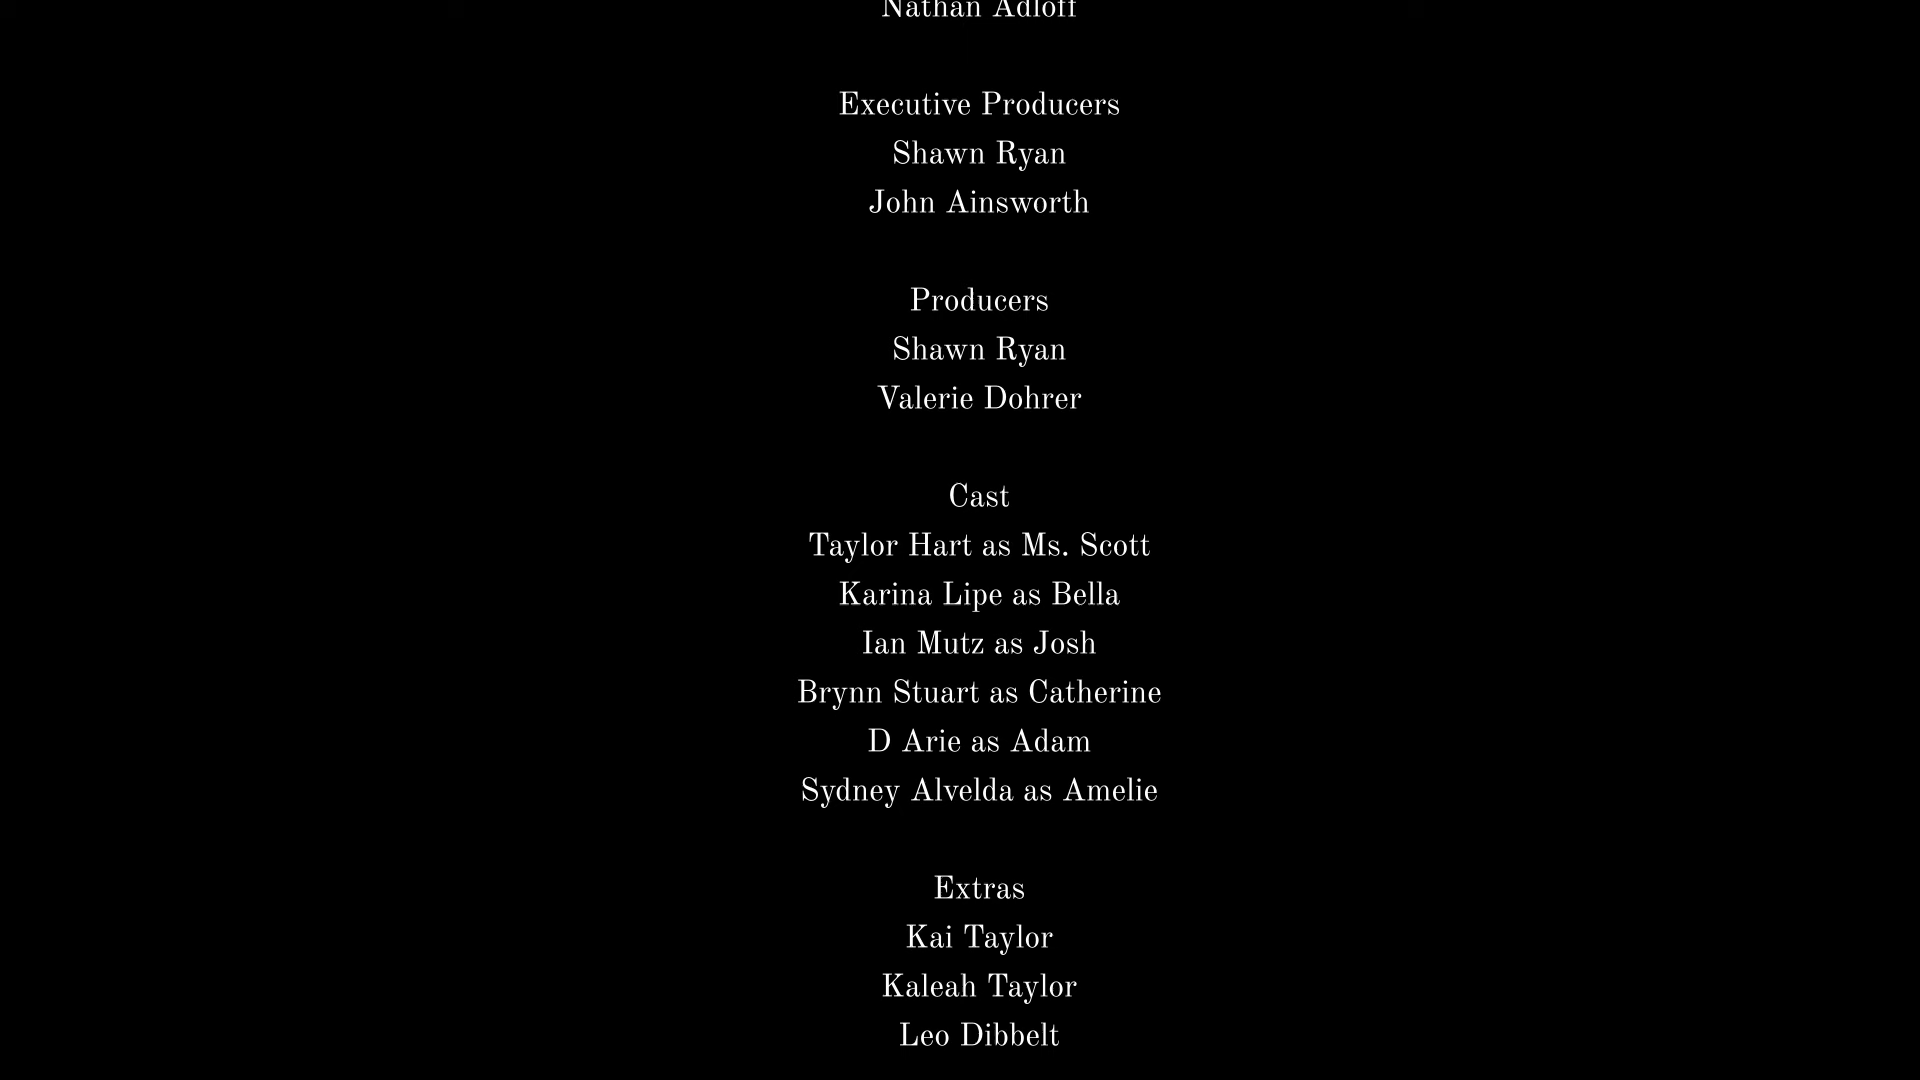 Nathan Adloff
Executive Producers
Shawn Ryan
John Ainsworth
Producers
Shawn Ryan
Valerie Dohrer
Cast
Taylor Hart as Ms. Scott
Karina Lipe as Bella
Ian Mutz as Josh
Brynn Stuart as Catherine
D Arie as Adam
Sydney Alvelda as Amelie
Extras
Kai Taylor
Kaleah Taylor
Leo Dibbelt